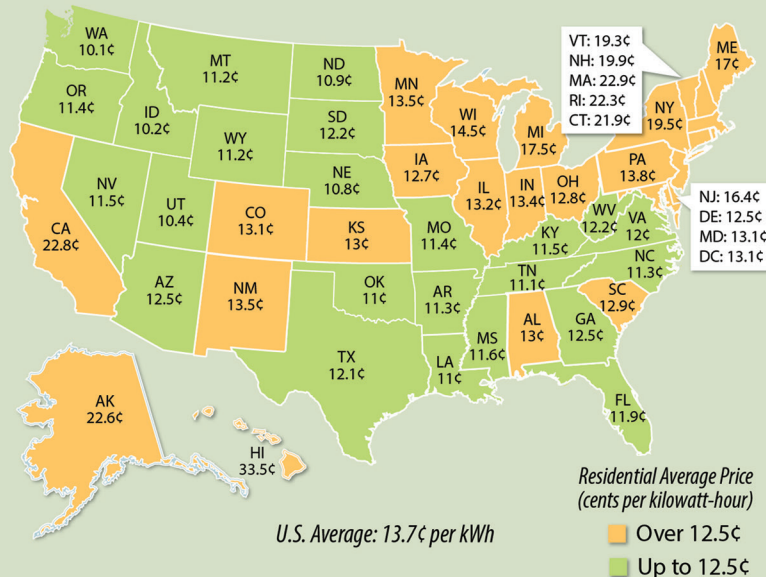 WA
10.1¢
MT
11.2¢
ND
10.9¢
MN
13.5¢
VT: 19.3¢
NH: 19.9¢
MA: 22.9¢
RI: 22.3¢
CT: 21.9¢
ME
17¢
OR
11.4¢
ID
10.2¢
WY
11.2¢
SD
12.2¢
WI
14.5¢
MI
17.5¢
NY
19.5¢
NV
11.5¢
UT
10.4¢
NE
10.8¢
IA
12.7¢
IL
13.2¢
IN
13.4¢
OH
12.8¢
PA
13.8¢
NJ: 16.4¢
DE: 12.5¢
MD: 13.1¢
DC: 13.1¢
CA
22.8¢
CO
13.1¢
KS
13¢
MO
11.4¢
KY
11.5¢
WV
12.2¢
VA
12¢
AZ
12.5¢
NM
13.5¢
OK
11¢
AR
11.3¢
TN
11.1¢
NC
11.3¢
SC
12.9¢
TX
12.1¢
LA
11¢
MS
11.6¢
AL
13¢
GA
12.5¢
FL
11.9¢
AK
22.6¢
HI
33.5¢
U.S. Average: 13.7¢ per kWh
Residential Average Price
(cents per kilowatt-hour)
Over 12.5¢
Up to 12.5¢